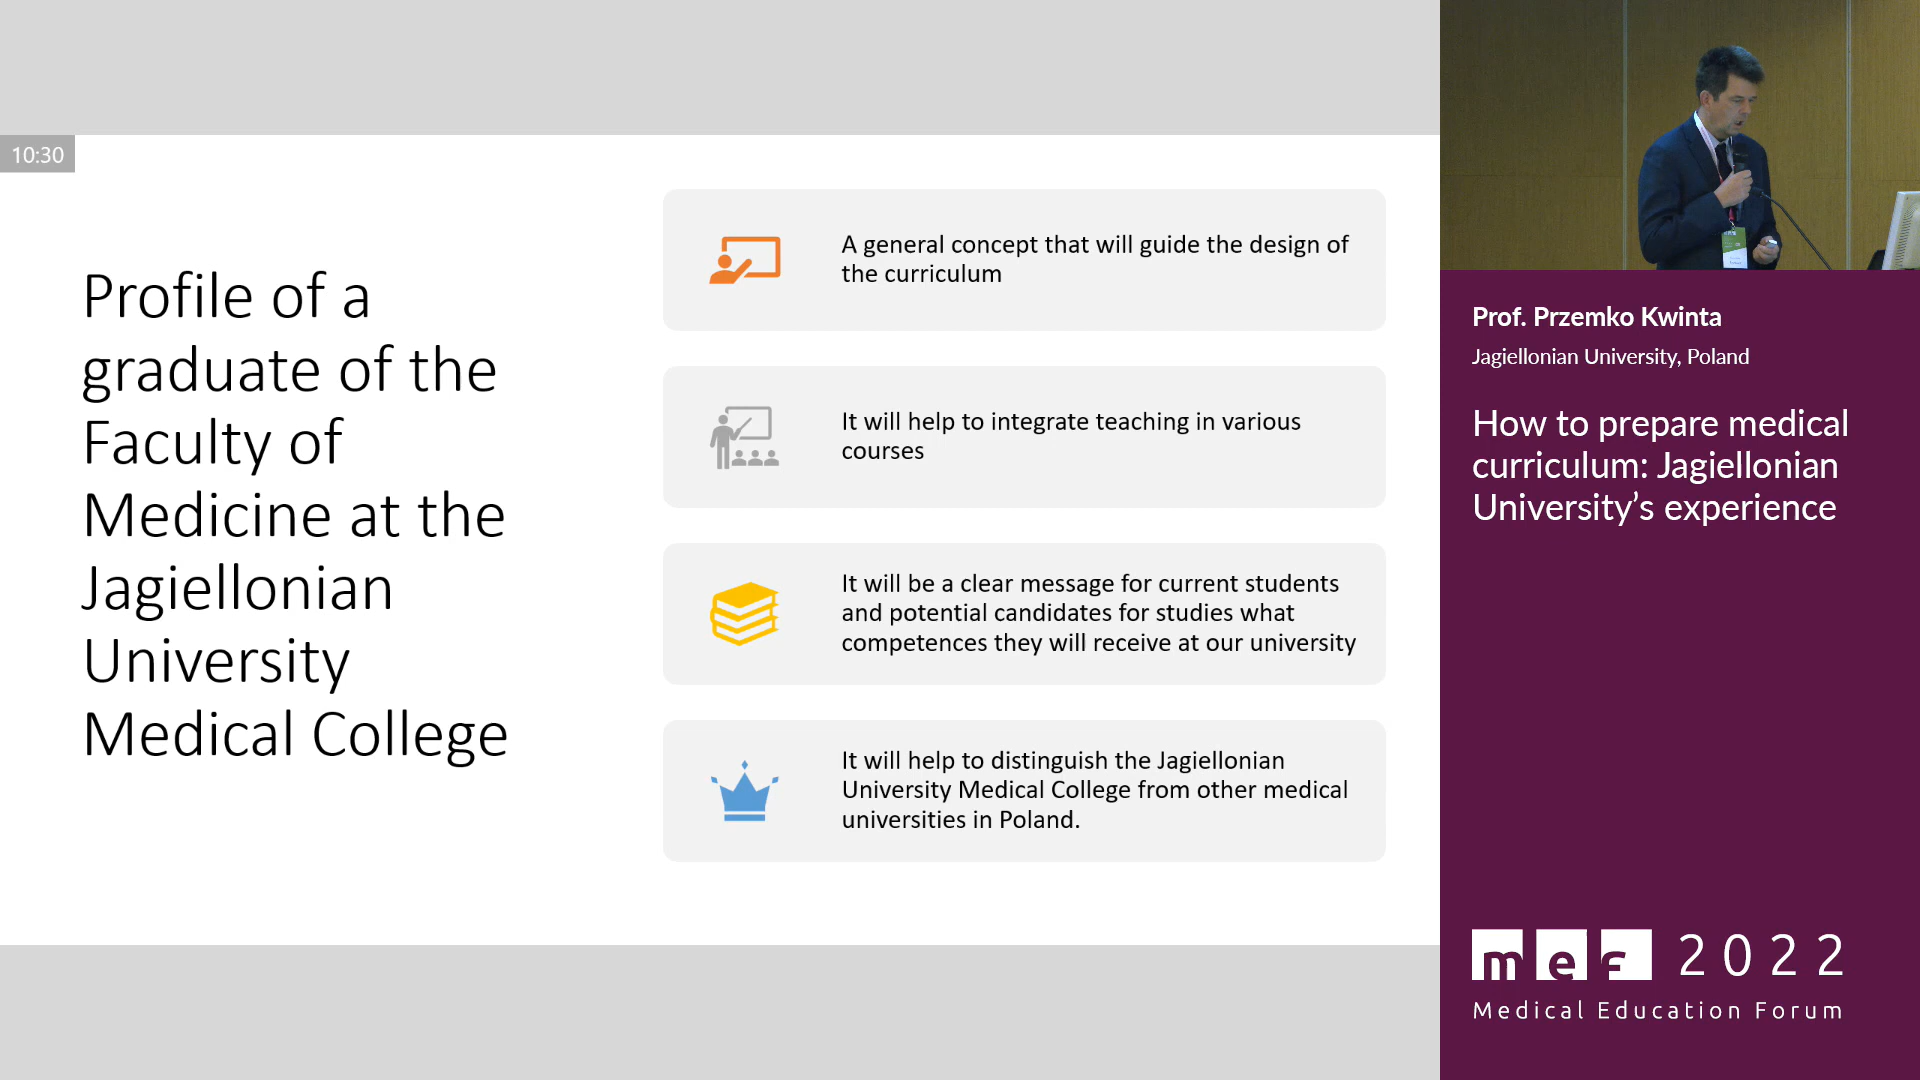 10:30
Profile of a
graduate of the
Faculty of
Medicine at the
Jagiellonian
University
Medical College
A general concept that will guide the design of
the curriculum
It will help to integrate teaching in various
courses
It will be a clear message for current students
and potential candidates for studies what
competences they will receive at our university
It will help to distinguish the Jagiellonian
University Medical College from other medical
universities in Poland.
Prof. Przemko Kwinta
Jagiellonian University, Poland
How to prepare medical
curriculum: Jagiellonian
University’s experience
mef 2022
Medical Education Forum